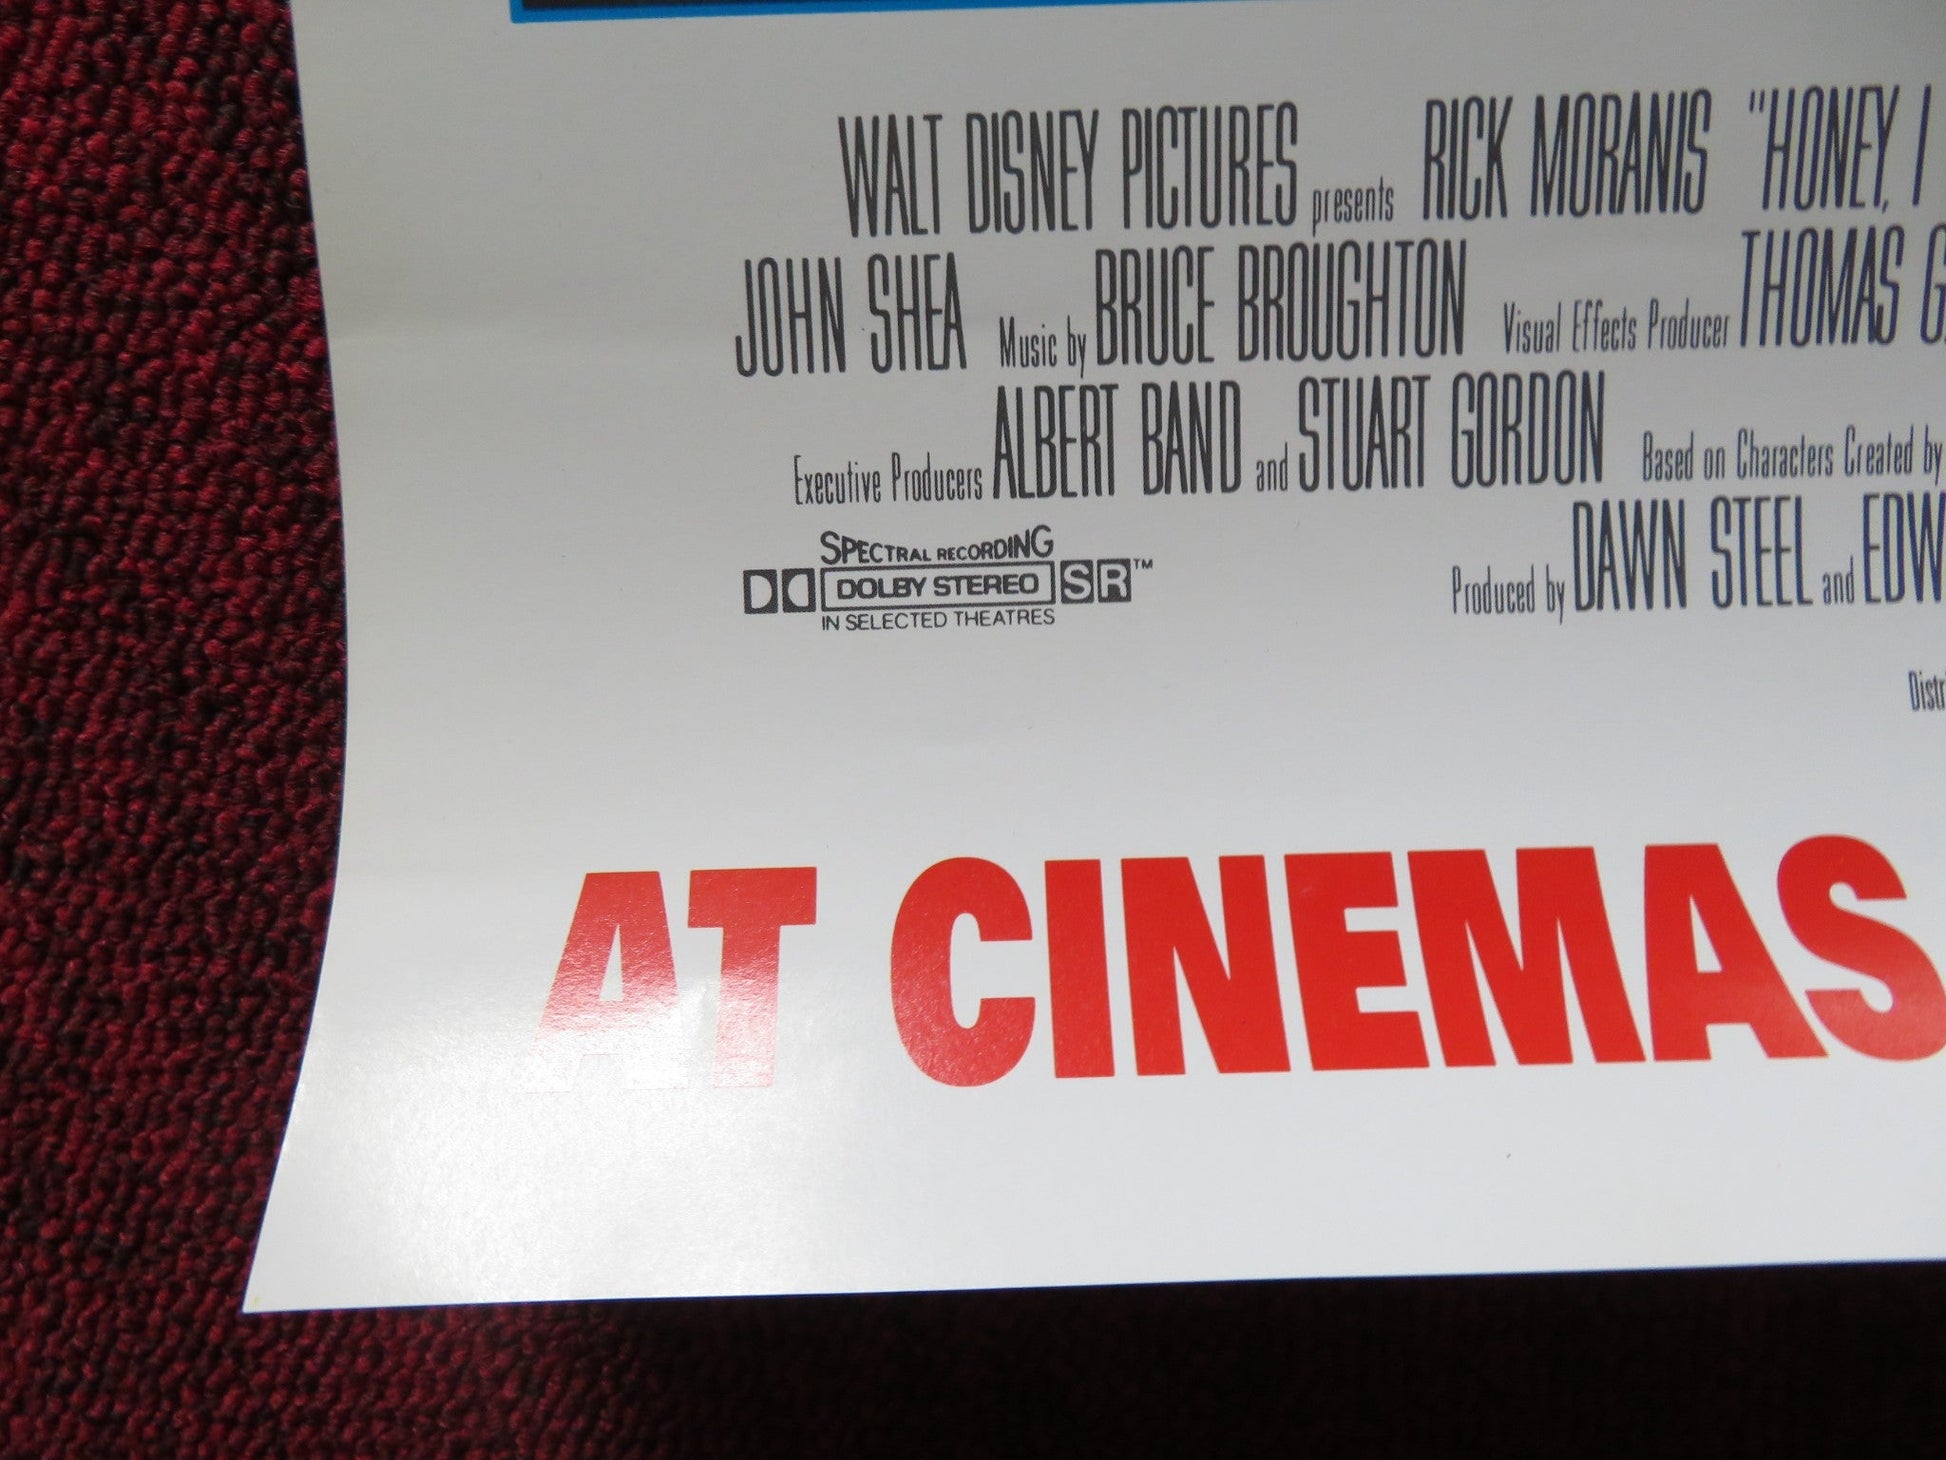 WALT DISNEY PICTURES presents RICK MORANIS "HONEY, I
JOHN SHEA Music by BRUCE BROUGHTON Visual Effects Producer THOMAS G
Executive Producers ALBERT BAND and STUART GORDON Based on Characters Created by
SPECTRAL RECORDING
DOLBY STEREO SR™
IN SELECTED THEATRES
Produced by DAWN STEEL and EDW
Distri
AT CINEMAS